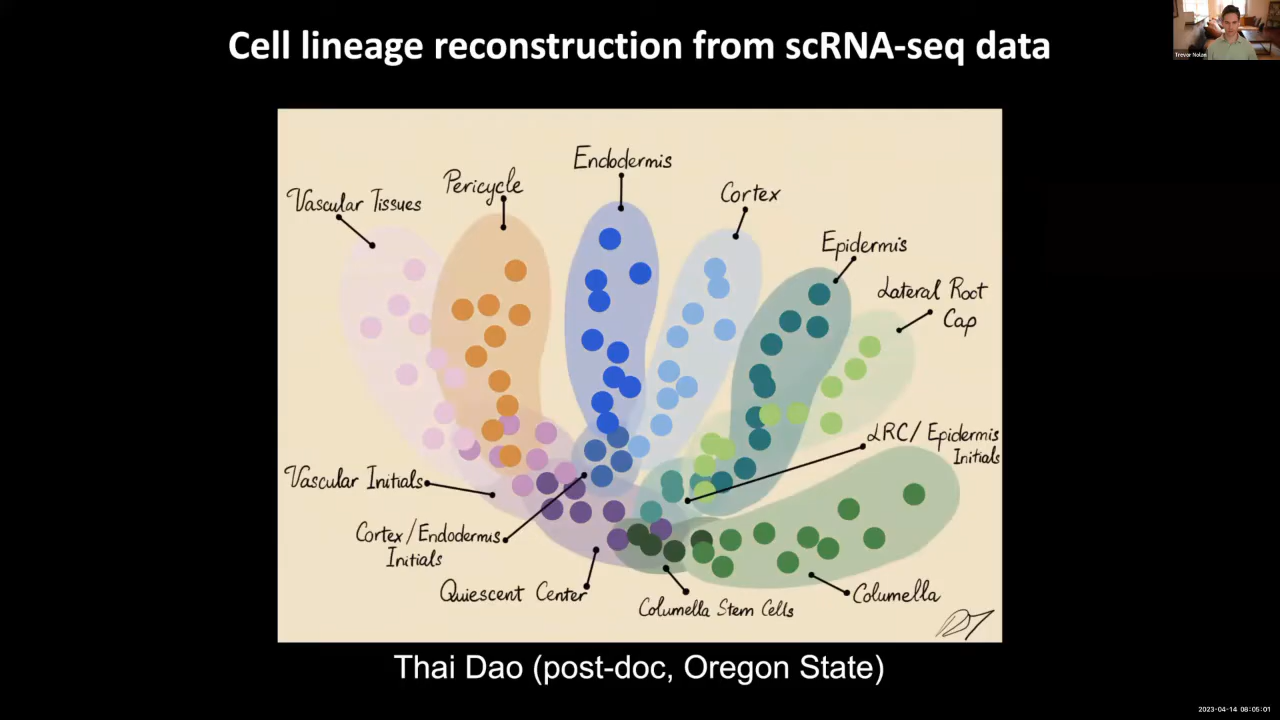 Cell lineage reconstruction from scRNA-seq data
Trevor Nolan
Endodermis
Pericycle
Cortex
Vascular Tissues
Epidermis
Lateral Root
Cap
LRC/Epidermis
Initials
Vascular Initials
Cortex/Endodermis
Initials
Quiescent Center
Columella Stem Cells
Columella
Thai Dao (post-doc, Oregon State)
2023-04-14 08:05:01